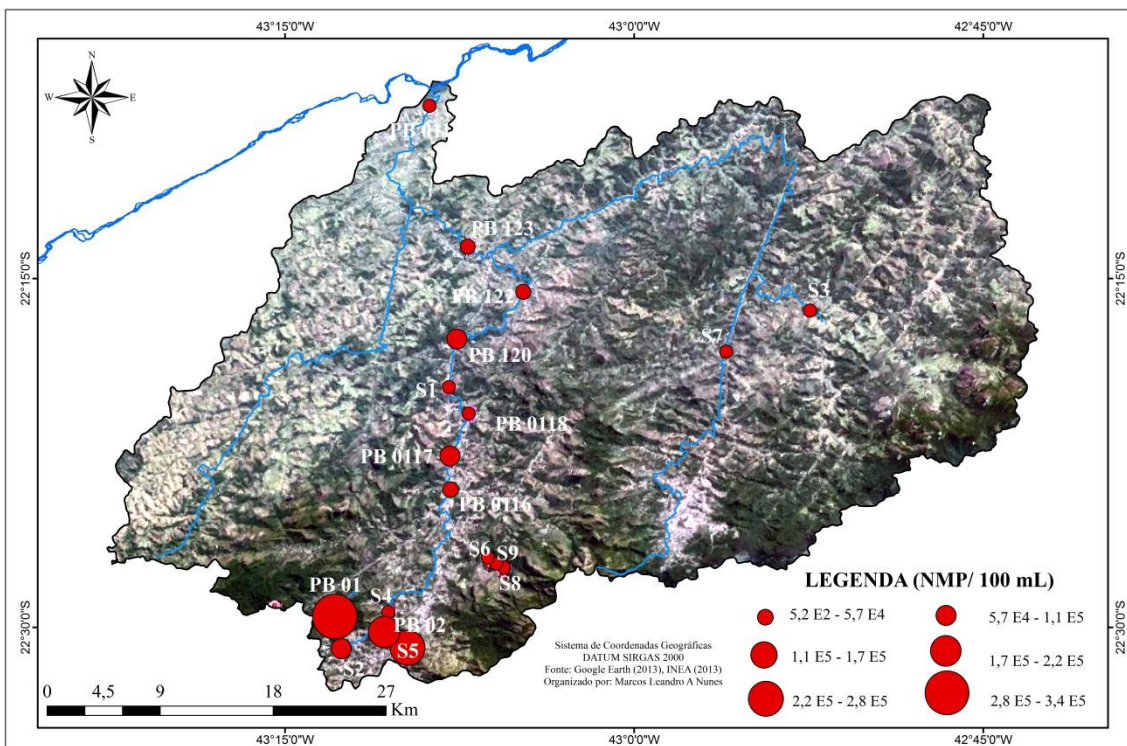 43°15'0"W 43°0'0"W 42°45'0"W
N
W E
S
PB 011
PB 123
22°15'0"S 22°15'0"S
PB 121
S3
PB 120
S7
S1
PB 0118
PB 0117
PB 0116
S6 S9
S8
PB 01
S4
PB 02
S5
S2
22°30'0"S 22°30'0"S
LEGENDA (NMP/ 100 mL)
5,2 E2 - 5,7 E4 5,7 E4 - 1,1 E5
1,1 E5 - 1,7 E5 1,7 E5 - 2,2 E5
2,2 E5 - 2,8 E5 2,8 E5 - 3,4 E5
Sistema de Coordenadas Geográficas
DATUM SIRGAS 2000
Fonte: Google Earth (2013), INEA (2013)
Organizado por: Marcos Leandro A Nunes
0 4,5 9 18 27
Km
43°15'0"W 43°0'0"W 42°45'0"W